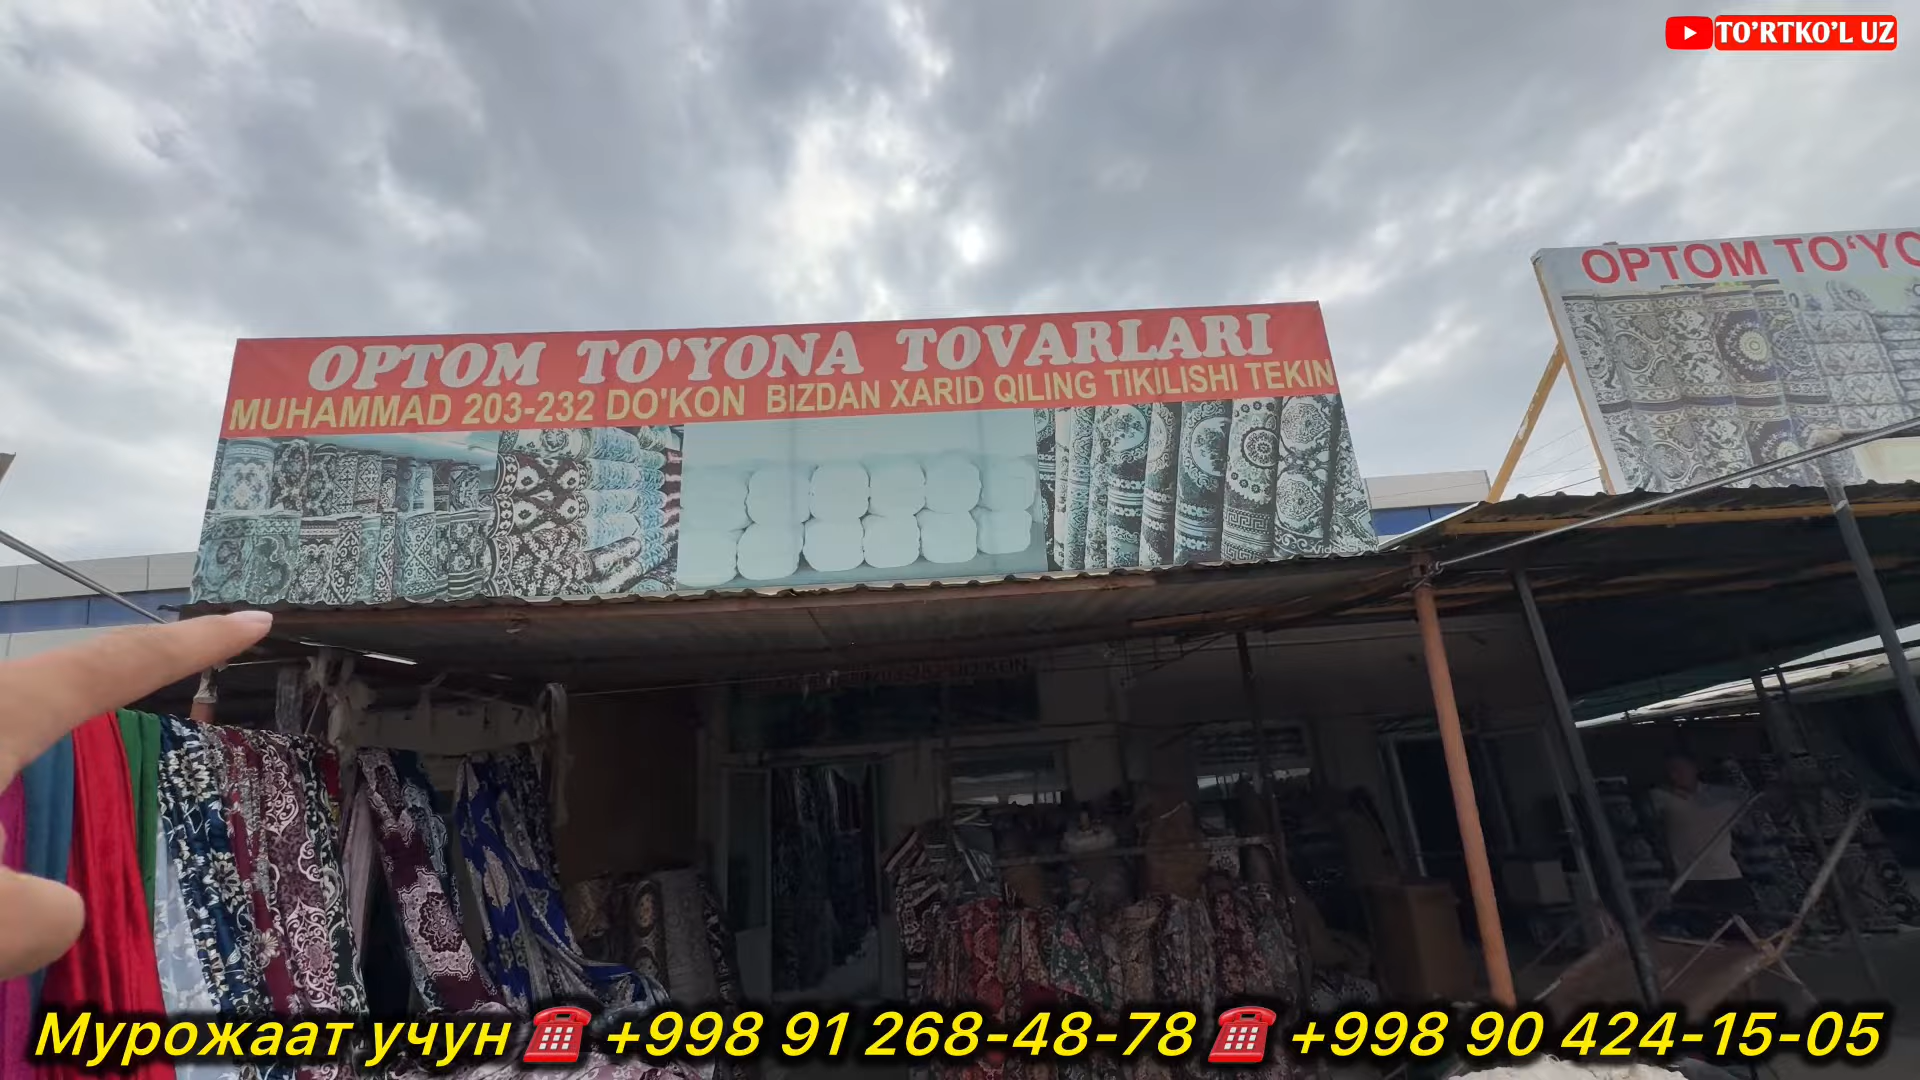 TO'RTKO'L UZ
OPTOM TO'YONA TOVARLARI
MUHAMMAD 203-232 DO'KON BIZDAN XARID QILING TIKILISHI TEKIN
OPTOM TO‘YO
Мурожаат учун ☎ +998 91 268-48-78 ☎ +998 90 424-15-05